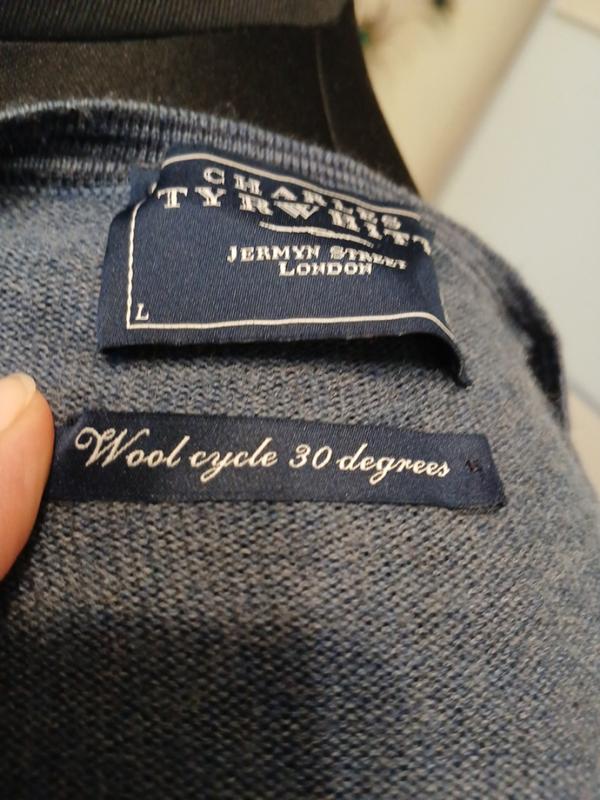 CHARLES
TYRWHITT
JERMYN STREET
LONDON
L
Wool cycle 30 degrees